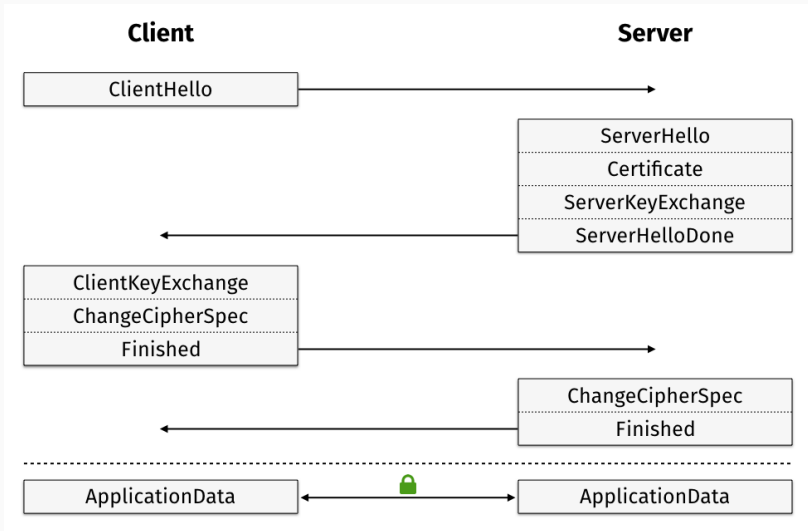 Client
Server
ClientHello
ServerHello
Certificate
ServerKeyExchange
ServerHelloDone
ClientKeyExchange
ChangeCipherSpec
Finished
ChangeCipherSpec
Finished
ApplicationData
ApplicationData